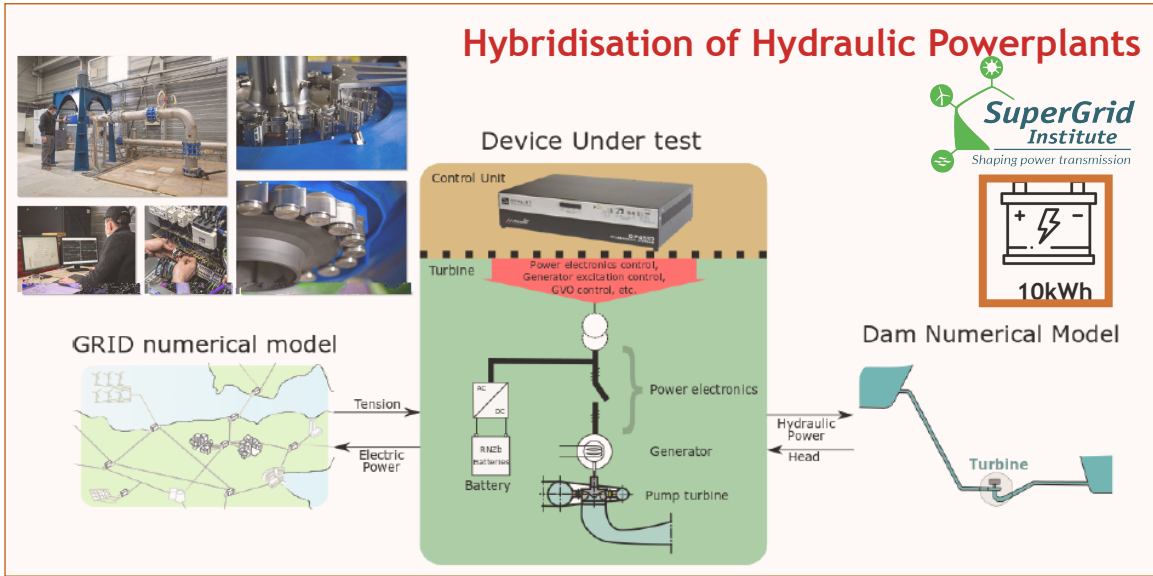 Hybridisation of Hydraulic Powerplants
SuperGrid
Institute
Shaping power transmission
Device Under test
Control Unit
Turbine
Power electronics control,
Generator excitation control,
GVO control, etc.
10kWh
GRID numerical model
Dam Numerical Model
Tension
Electric
Power
AC
DC
RN2b
Batteries
Battery
Power electronics
Generator
Pump turbine
Hydraulic
Power
Head
Turbine